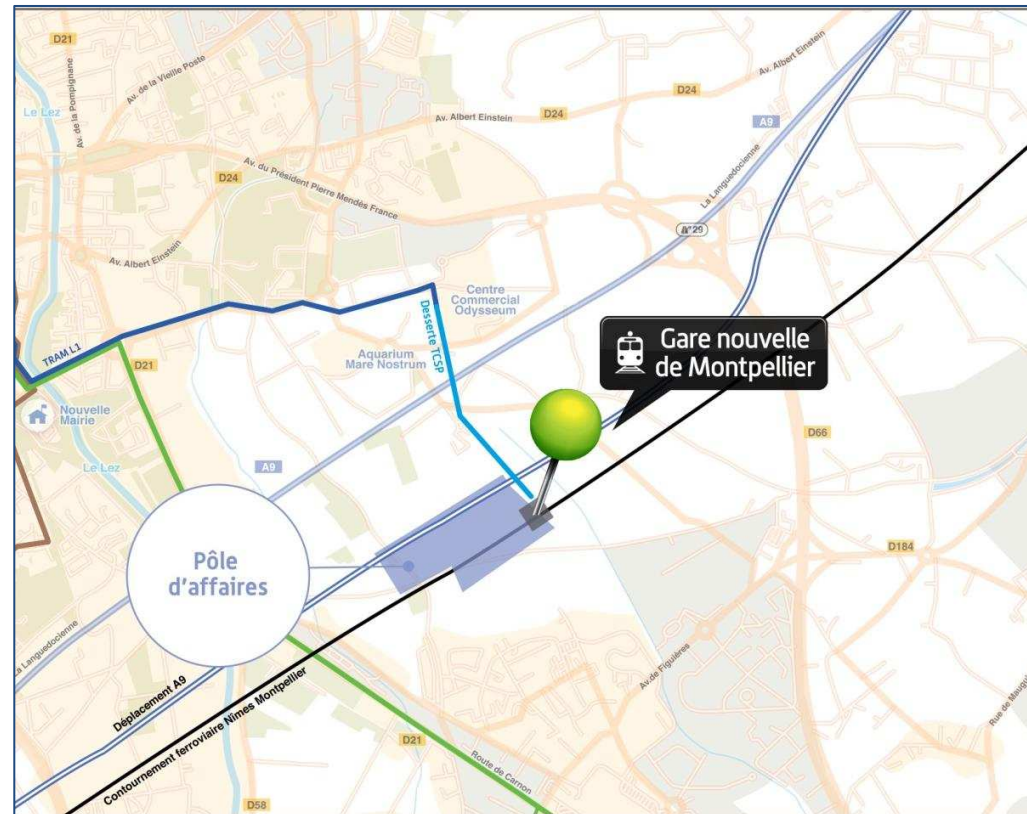 D21
Av. de la Vieille Poste
Av. de la Pompignane
Le Lez
Av. Albert Einstein
D24
Av. Albert Einstein
D24
A9
La Languedocienne
Av. du Président Pierre Mendès France
D24
Av. Albert Einstein
n°29
Centre
Commercial
Odysseum
Desserte TCSP
Gare nouvelle
de Montpellier
TRAM L1
D21
Aquarium
Mare Nostrum
Nouvelle
Mairie
Le Lez
A9
D66
Pôle
d'affaires
D184
La Languedocienne
Déplacement A9
Contournement ferroviaire Nîmes Montpellier
Av.de Figuières
D21
Route de Carnon
D58